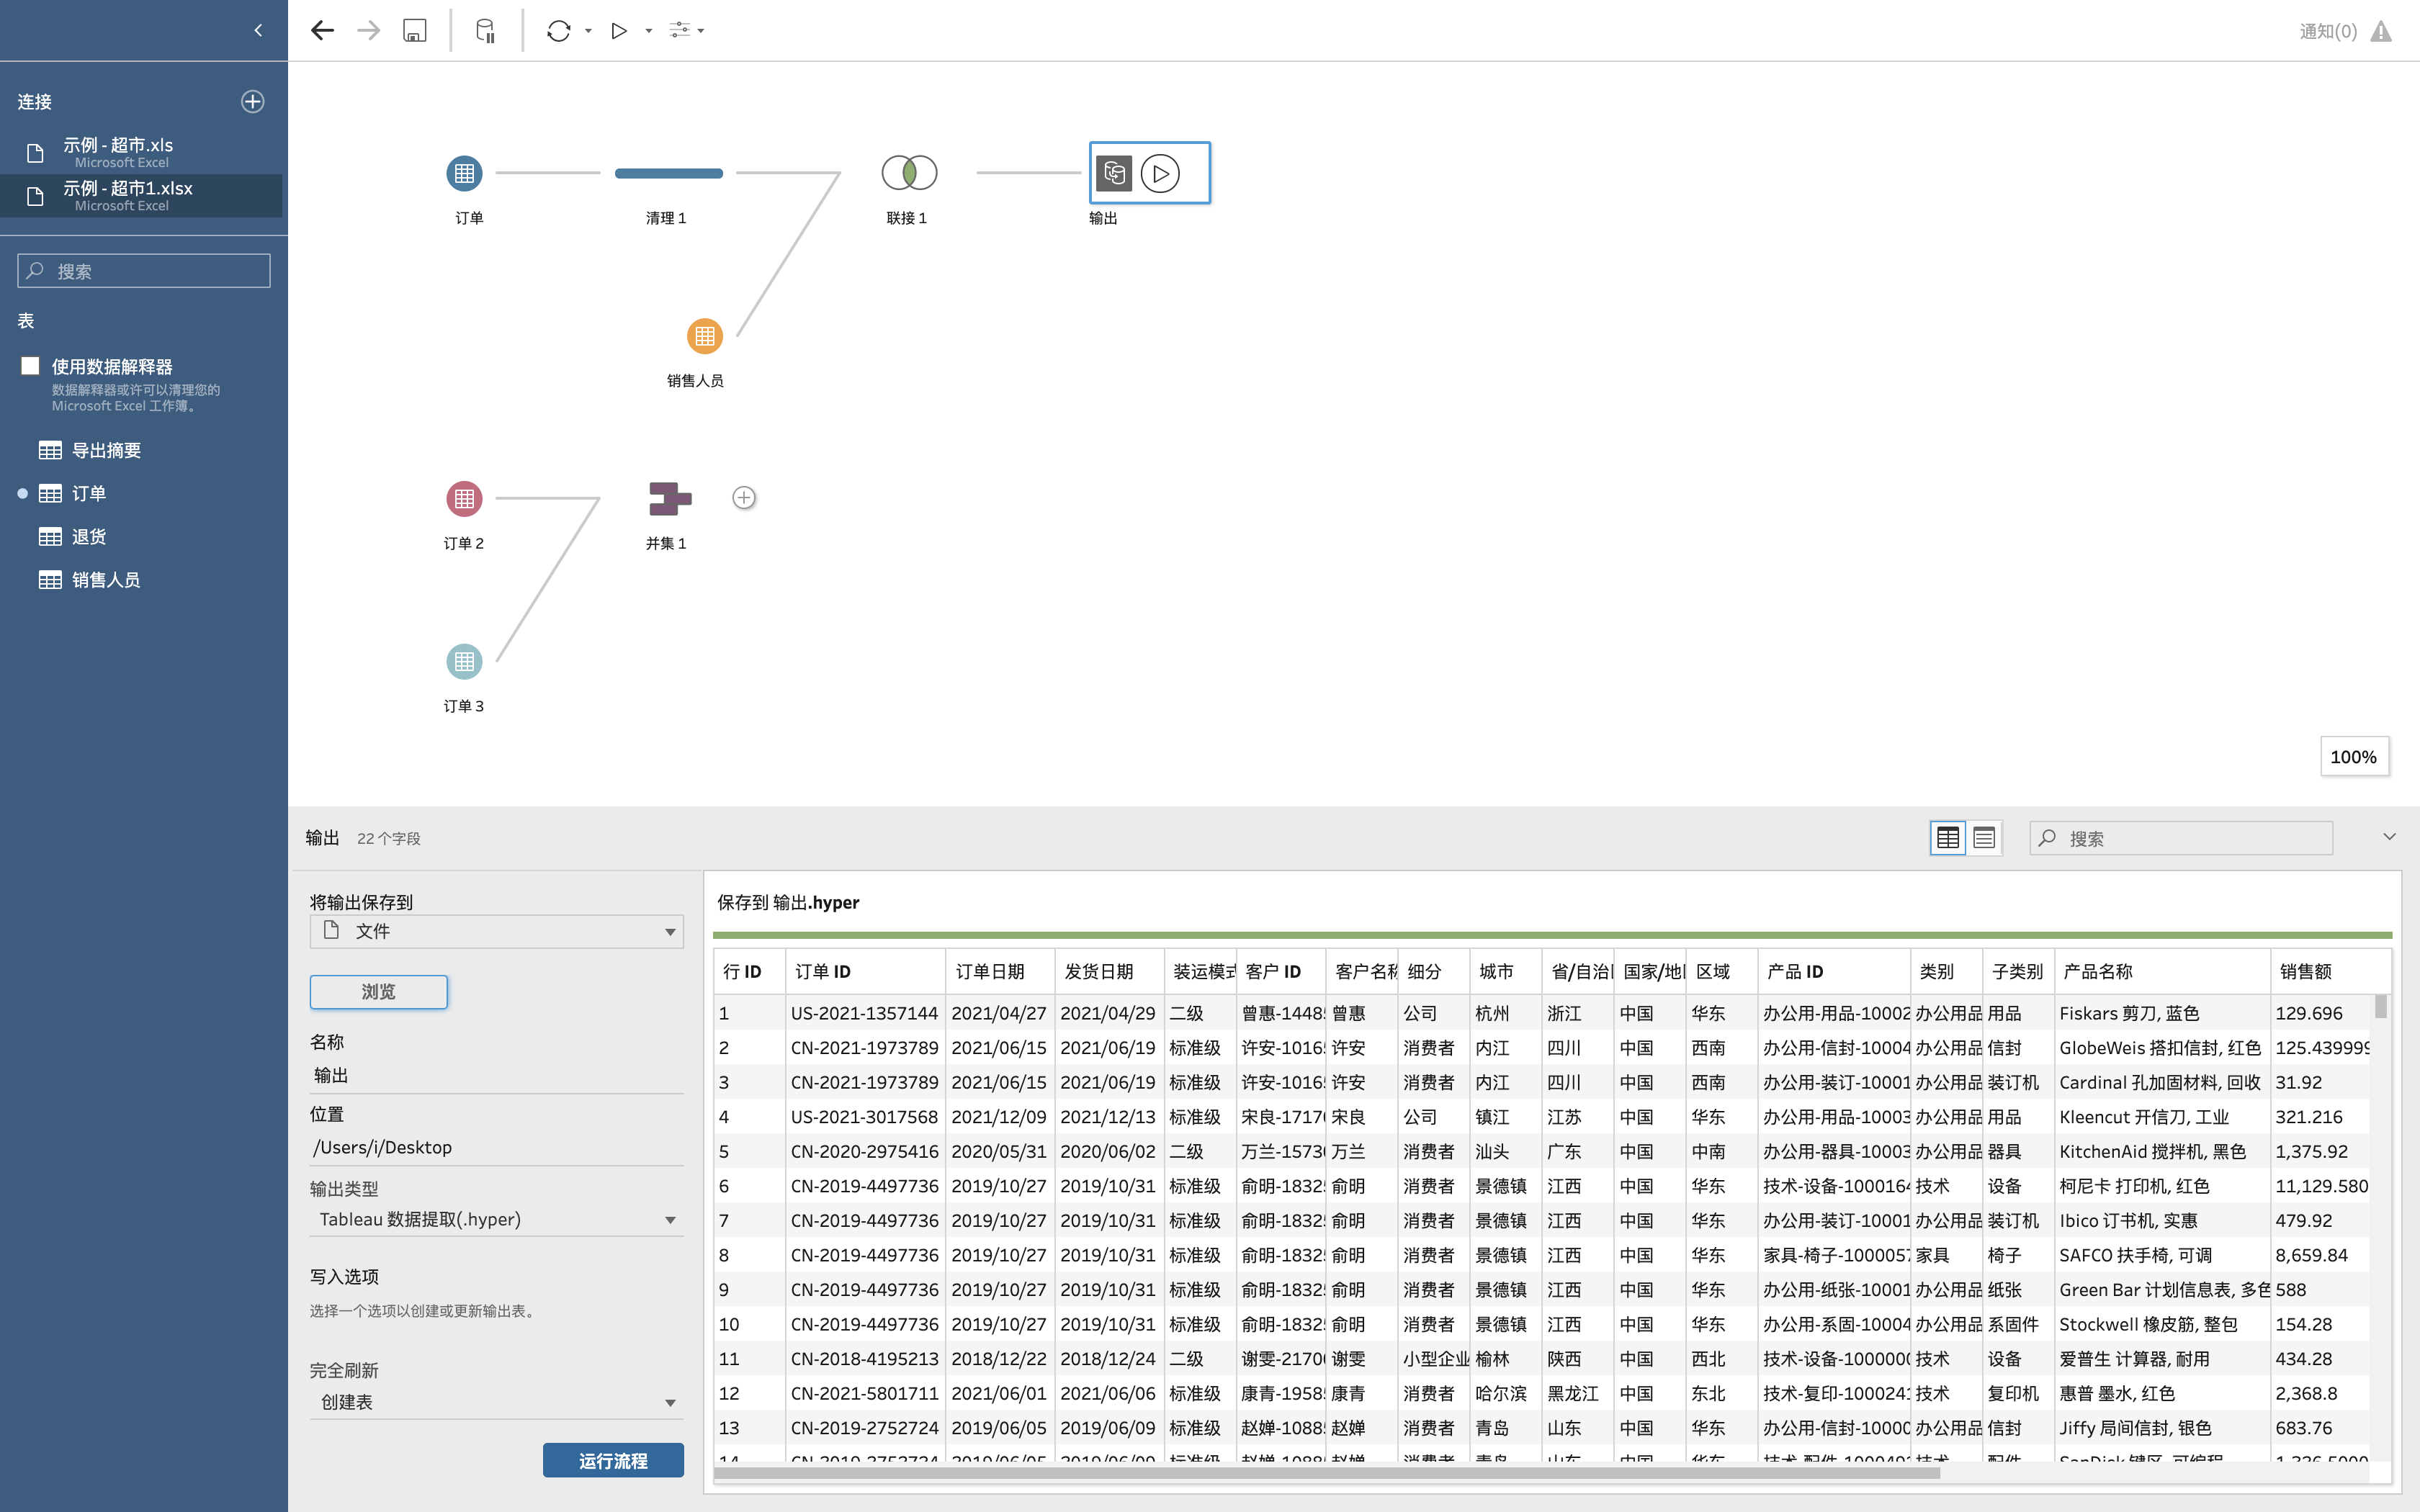 通知(0)
连接
示例 - 超市.xls
Microsoft Excel
示例 - 超市1.xlsx
Microsoft Excel
搜索
表
使用数据解释器
数据解释器或许可以清理您的
Microsoft Excel 工作簿。
导出摘要
订单
退货
销售人员
订单
清理 1
联接 1
输出
销售人员
订单 2
并集 1
订单 3
100%
输出 22 个字段
搜索
将输出保存到
文件
浏览
名称
输出
位置
/Users/i/Desktop
输出类型
Tableau 数据提取(.hyper)
写入选项
选择一个选项以创建或更新输出表。
完全刷新
创建表
运行流程
保存到 输出.hyper
行 ID 订单 ID 订单日期 发货日期 装运模式 客户 ID 客户名称 细分 城市 省/自治 国家/地 区域 产品 ID 类别 子类别 产品名称 销售额
1 US-2021-1357144 2021/04/27 2021/04/29 二级 曾惠-1448 曾惠 公司 杭州 浙江 中国 华东 办公用-用品-10002 办公用品 用品 Fiskars 剪刀, 蓝色 129.696
2 CN-2021-1973789 2021/06/15 2021/06/19 标准级 许安-1016 许安 消费者 内江 四川 中国 西南 办公用-信封-10004 办公用品 信封 GlobeWeis 搭扣信封, 红色 125.439999
3 CN-2021-1973789 2021/06/15 2021/06/19 标准级 许安-1016 许安 消费者 内江 四川 中国 西南 办公用-装订-10001 办公用品 装订机 Cardinal 孔加固材料, 回收 31.92
4 US-2021-3017568 2021/12/09 2021/12/13 标准级 宋良-1717 宋良 公司 镇江 江苏 中国 华东 办公用-用品-10003 办公用品 用品 Kleencut 开信刀, 工业 321.216
5 CN-2020-2975416 2020/05/31 2020/06/02 二级 万兰-1573 万兰 消费者 汕头 广东 中国 中南 办公用-器具-10003 办公用品 器具 KitchenAid 搅拌机, 黑色 1,375.92
6 CN-2019-4497736 2019/10/27 2019/10/31 标准级 俞明-1832 俞明 消费者 景德镇 江西 中国 华东 技术-设备-1000164 技术 设备 柯尼卡 打印机, 红色 11,129.580
7 CN-2019-4497736 2019/10/27 2019/10/31 标准级 俞明-1832 俞明 消费者 景德镇 江西 中国 华东 办公用-装订-10001 办公用品 装订机 Ibico 订书机, 实惠 479.92
8 CN-2019-4497736 2019/10/27 2019/10/31 标准级 俞明-1832 俞明 消费者 景德镇 江西 中国 华东 家具-椅子-1000057 家具 椅子 SAFCO 扶手椅, 可调 8,659.84
9 CN-2019-4497736 2019/10/27 2019/10/31 标准级 俞明-1832 俞明 消费者 景德镇 江西 中国 华东 办公用-纸张-10001 办公用品 纸张 Green Bar 计划信息表, 多色 588
10 CN-2019-4497736 2019/10/27 2019/10/31 标准级 俞明-1832 俞明 消费者 景德镇 江西 中国 华东 办公用-系固-10004 办公用品 系固件 Stockwell 橡皮筋, 整包 154.28
11 CN-2018-4195213 2018/12/22 2018/12/24 二级 谢雯-2170 谢雯 小型企业 榆林 陕西 中国 西北 技术-设备-1000000 技术 设备 爱普生 计算器, 耐用 434.28
12 CN-2021-5801711 2021/06/01 2021/06/06 标准级 康青-1958 康青 消费者 哈尔滨 黑龙江 中国 东北 技术-复印-1000241 技术 复印机 惠普 墨水, 红色 2,368.8
13 CN-2019-2752724 2019/06/05 2019/06/09 标准级 赵婵-1088 赵婵 消费者 青岛 山东 中国 华东 办公用-信封-10000 办公用品 信封 Jiffy 局间信封, 银色 683.76